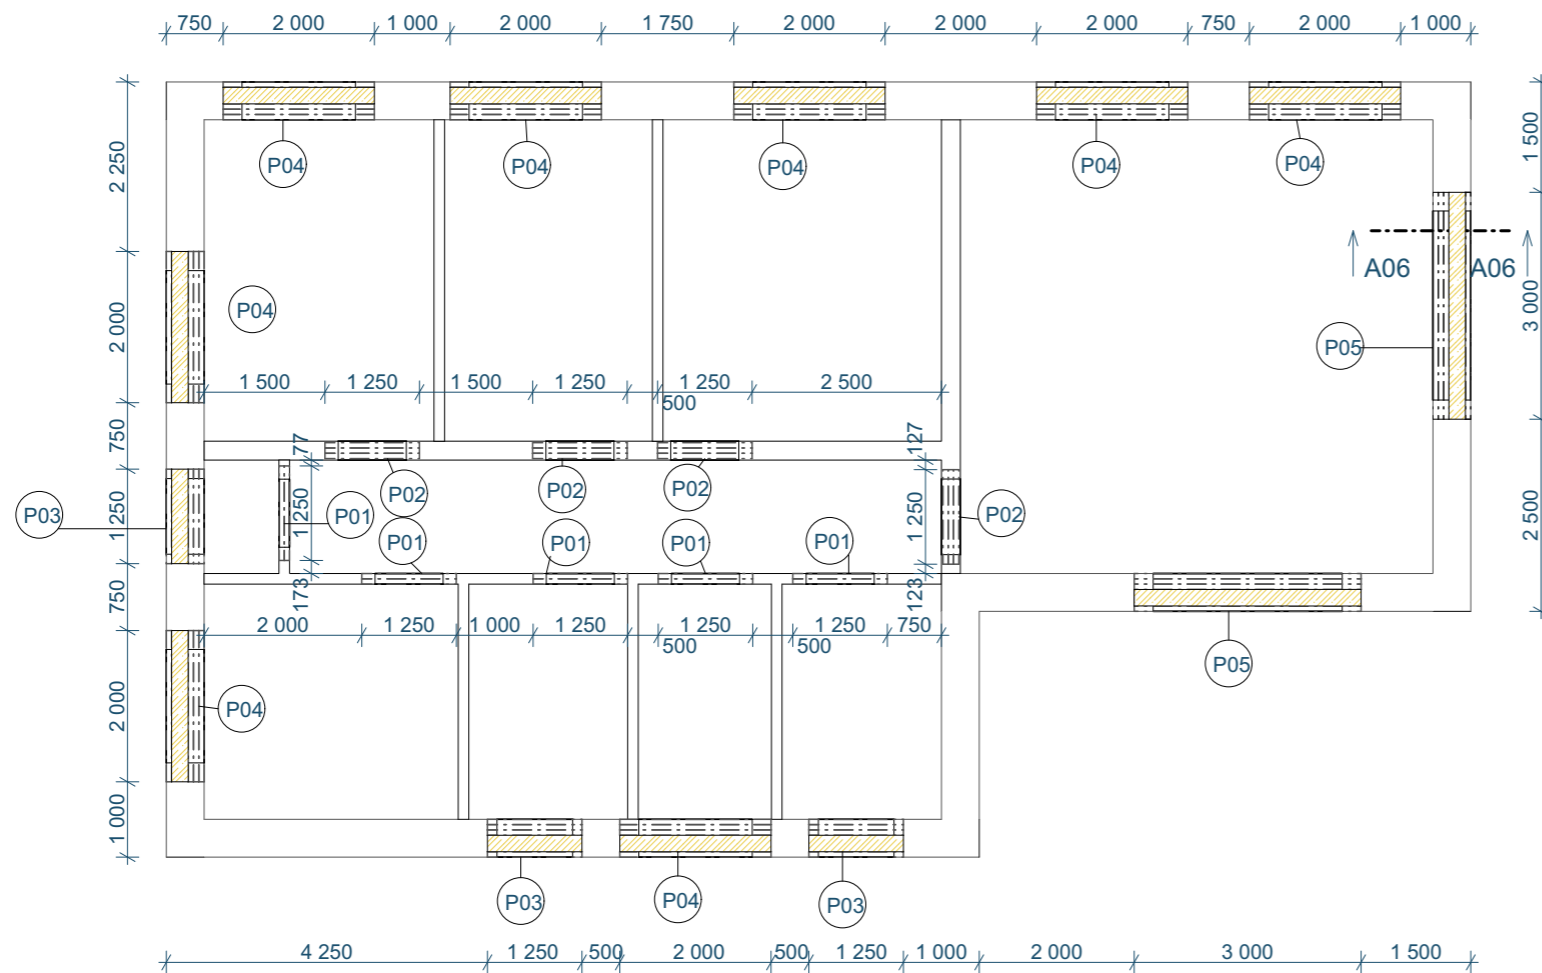 750 2 000 1 000 2 000 1 750 2 000 2 000 2 000 750 2 000 1 000
2 250 2 000 750 1 250 750 2 000 1 000
1 500 3 000 2 500
P04 P04 P04 P04 P04
P04
A06 A06
P05
1 500 1 250 1 500 1 250 500 1 250 2 500
77 1 250 173
127 1 250 123
P02 P02 P02
P03 P01 P02
P01 P01 P01 P01
2 000 1 250 1 000 1 250 500 1 250 500 1 250 750
P05
P04
P03 P04 P03
4 250 1 250 500 2 000 500 1 250 1 000 2 000 3 000 1 500